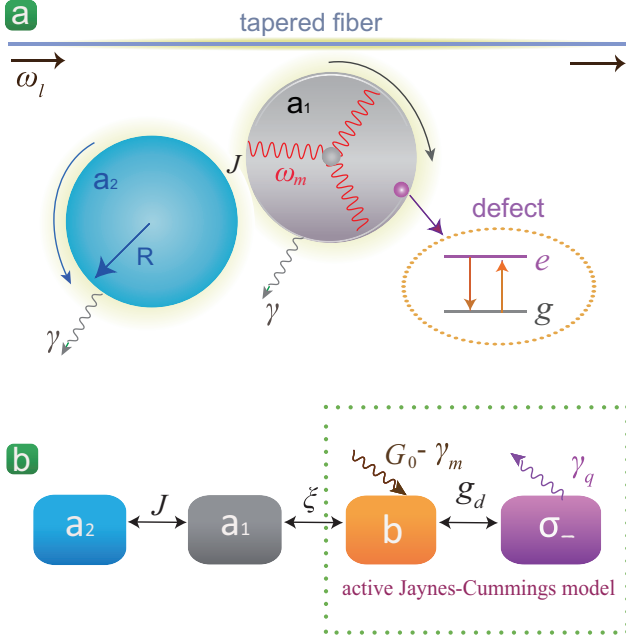 a
tapered fiber
ω_l
a₁
J
ω_m
a₂
R
defect
γ
γ
e
g
b
G₀ - γ_m
γ_q
J
ξ
g_d
a₂
a₁
b
σ₋
active Jaynes-Cummings model